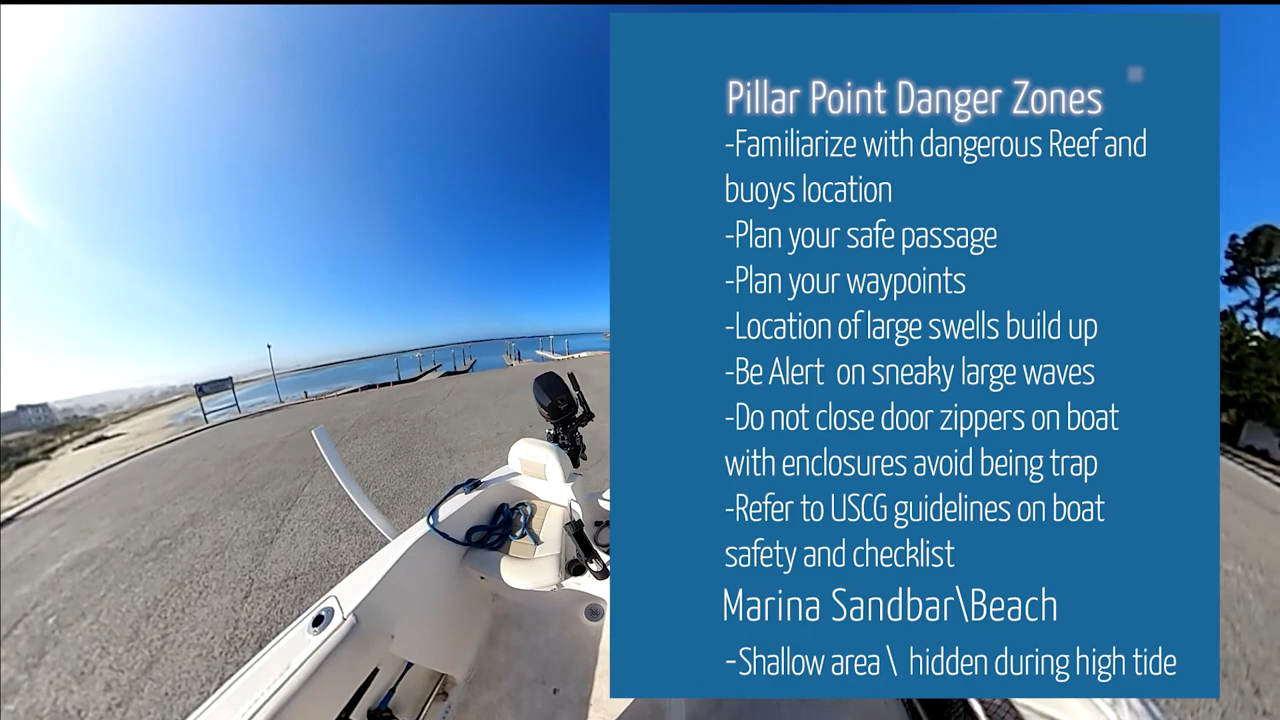 Pillar Point Danger Zones
-Familiarize with dangerous Reef and
buoys location
-Plan your safe passage
-Plan your waypoints
-Location of large swells build up
-Be Alert  on sneaky large waves
-Do not close door zippers on boat
with enclosures avoid being trap
-Refer to USCG guidelines on boat
safety and checklist
Marina Sandbar\Beach
-Shallow area \  hidden during high tide